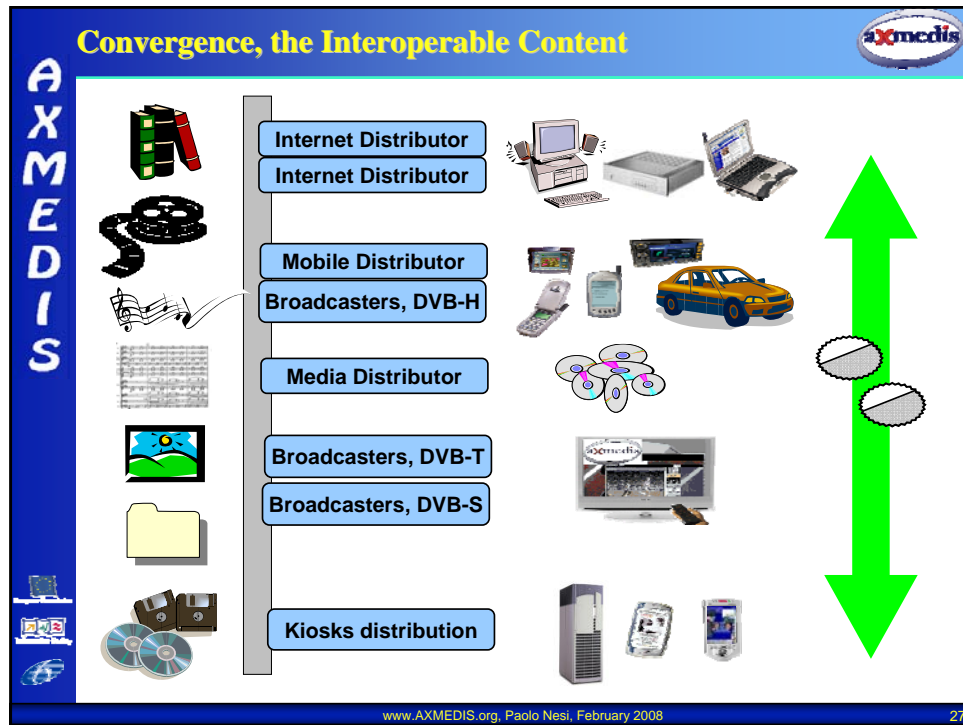 Convergence, the Interoperable Content
axmedis
AXMEDIS
Internet Distributor
Internet Distributor
Mobile Distributor
Broadcasters, DVB-H
Media Distributor
Broadcasters, DVB-T
axmedis
Broadcasters, DVB-S
Kiosks distribution
www.AXMEDIS.org, Paolo Nesi, February 2008
27